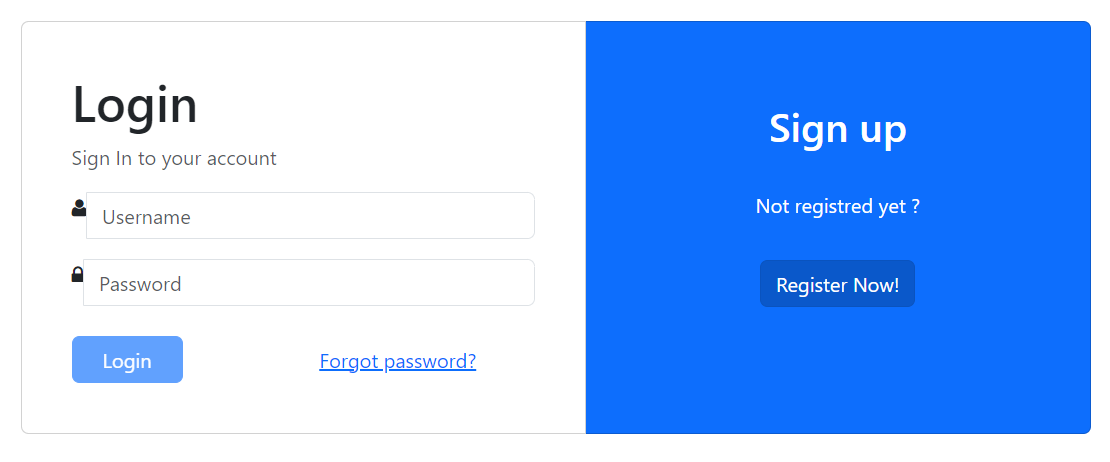 Login
Sign In to your account
Username
Password
Login
Forgot password?
Sign up
Not registred yet ?
Register Now!